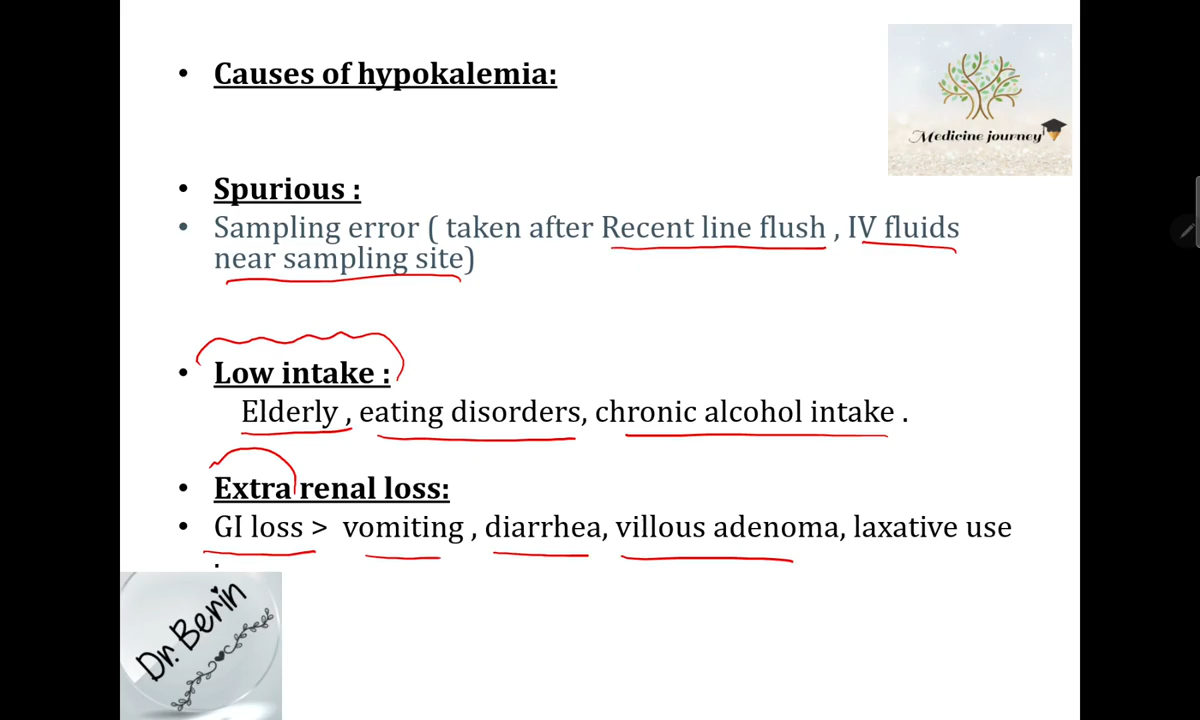 • Causes of hypokalemia:
Medicine journey
• Spurious :
• Sampling error ( taken after Recent line flush , IV fluids
near sampling site)
• Low intake :
Elderly , eating disorders, chronic alcohol intake .
• Extra renal loss:
• GI loss > vomiting , diarrhea, villous adenoma, laxative use
.
Dr. Berin